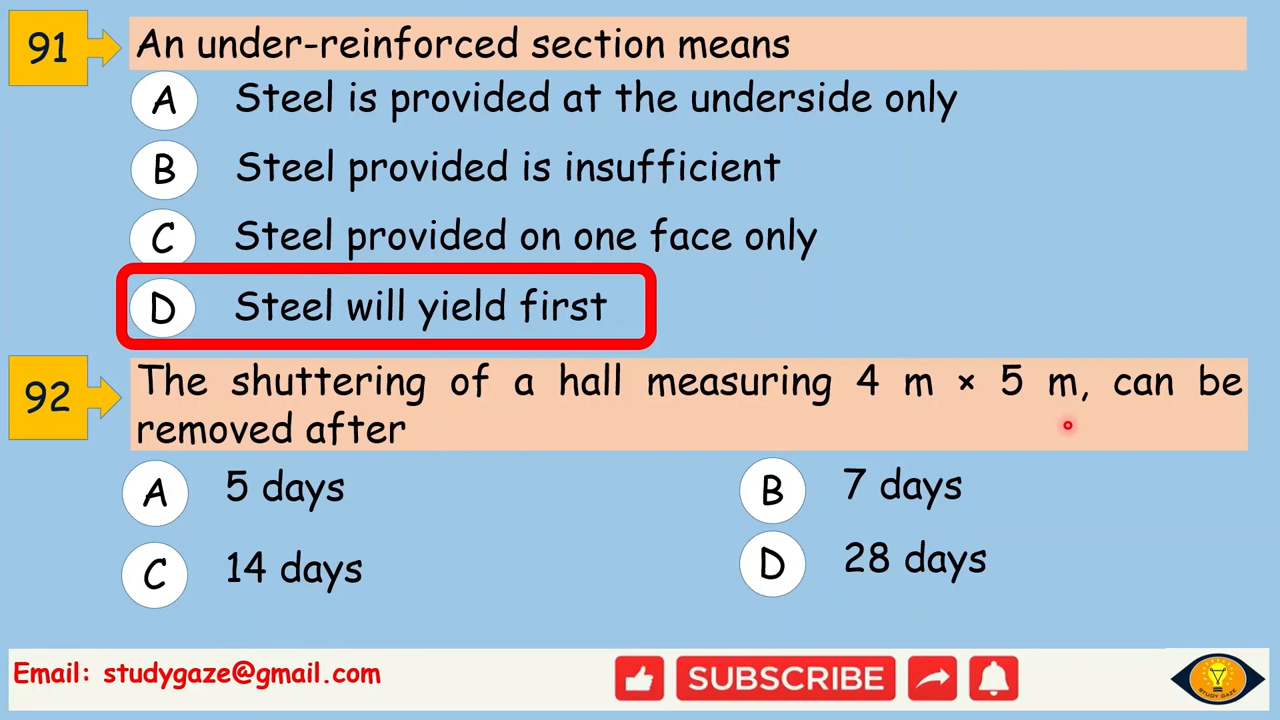 91
An under-reinforced section means
A Steel is provided at the underside only
B Steel provided is insufficient
C Steel provided on one face only
D Steel will yield first
92
The shuttering of a hall measuring 4 m × 5 m, can be
removed after
A 5 days
B 7 days
C 14 days
D 28 days
Email: studygaze@gmail.com
SUBSCRIBE
STUDY GAZE